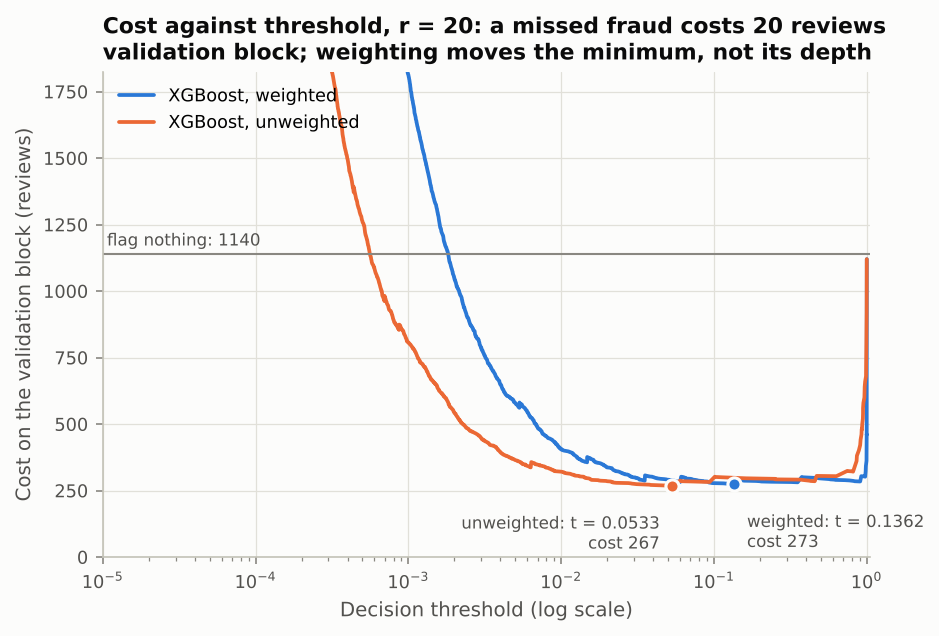 Cost against threshold, r = 20: a missed fraud costs 20 reviews
validation block; weighting moves the minimum, not its depth
Cost on the validation block (reviews)
1750
1500
1250
1000
750
500
250
0
XGBoost, weighted
XGBoost, unweighted
flag nothing: 1140
unweighted: t = 0.0533
cost 267
weighted: t = 0.1362
cost 273
10⁻⁵
10⁻⁴
10⁻³
10⁻²
10⁻¹
10⁰
Decision threshold (log scale)